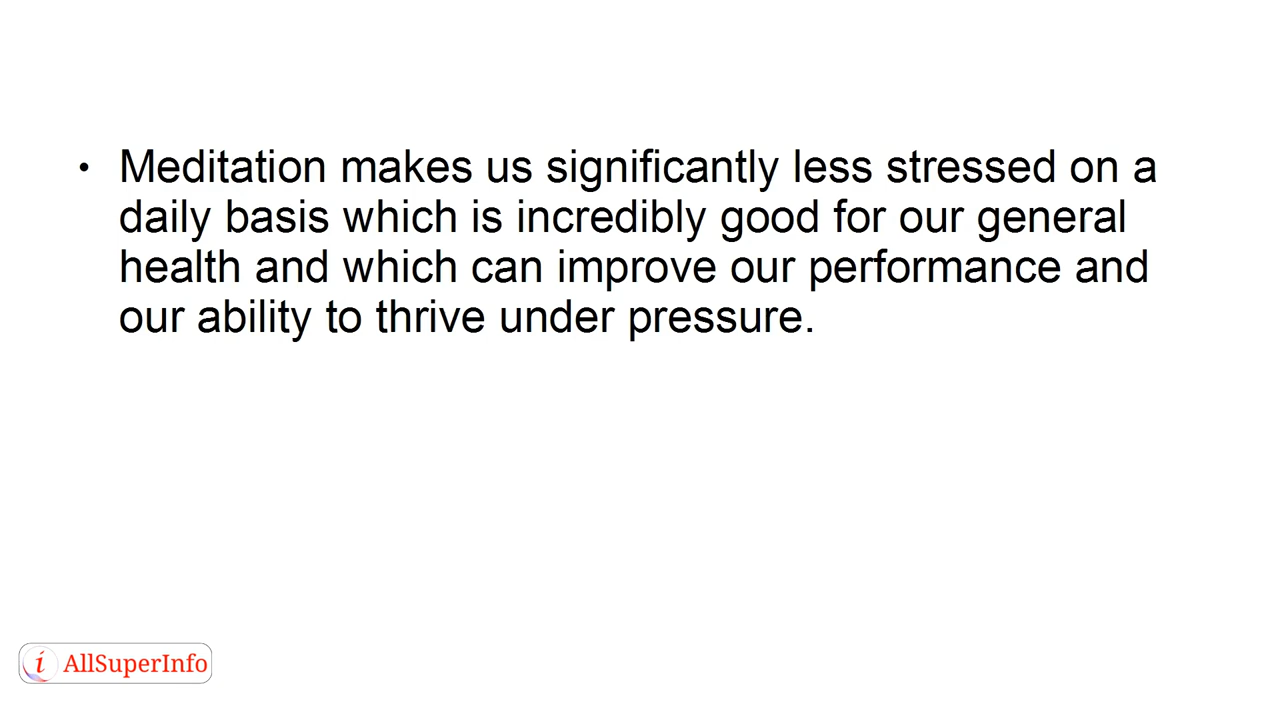 • Meditation makes us significantly less stressed on a
daily basis which is incredibly good for our general
health and which can improve our performance and
our ability to thrive under pressure.
i AllSuperInfo